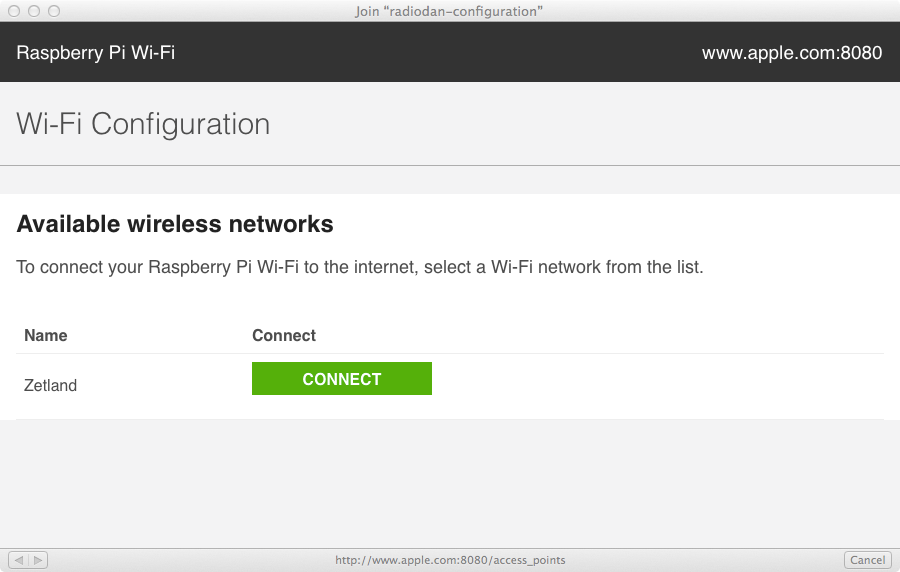 Join "radiodan-configuration"
Raspberry Pi Wi-Fi
www.apple.com:8080
Wi-Fi Configuration
Available wireless networks
To connect your Raspberry Pi Wi-Fi to the internet, select a Wi-Fi network from the list.
Name Connect
Zetland CONNECT
http://www.apple.com:8080/access_points
Cancel